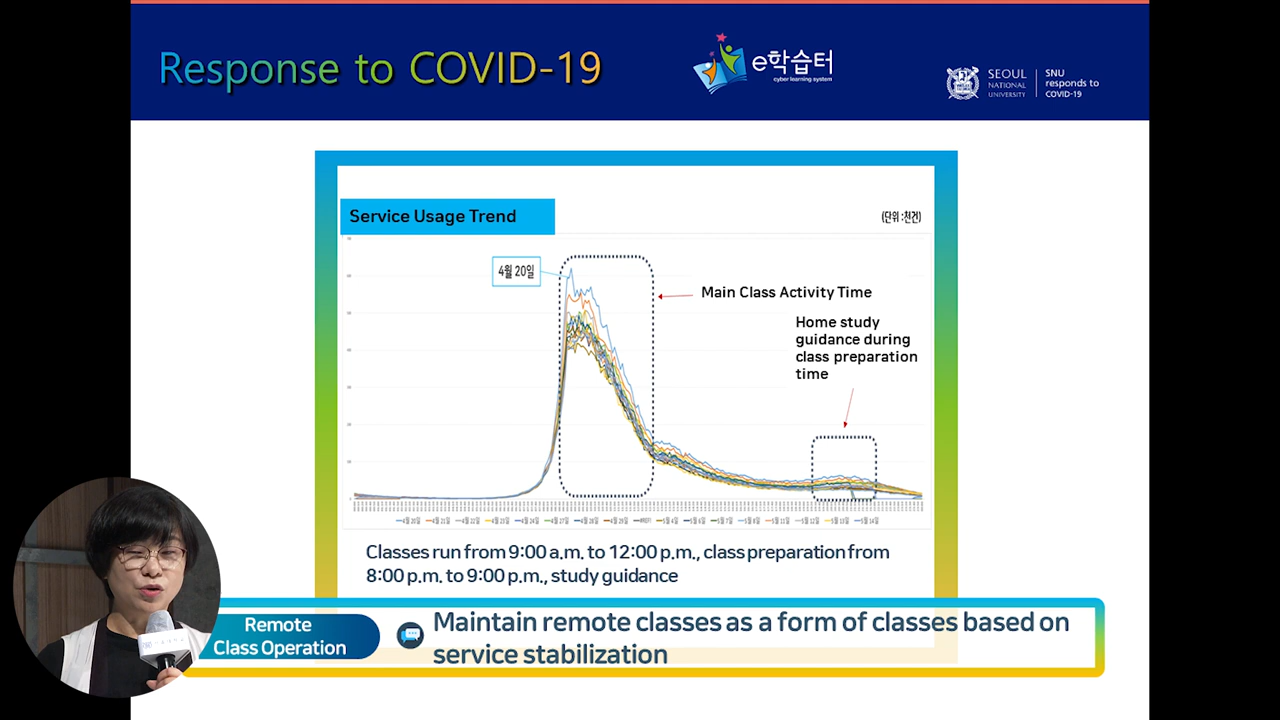 Response to COVID-19
e학습터
cyber learning system
SEOUL
NATIONAL
UNIVERSITY
SNU
responds to
COVID-19
Service Usage Trend
(단위 :천건)
4월 20일
Main Class Activity Time
Home study
guidance during
class preparation
time
Classes run from 9:00 a.m. to 12:00 p.m., class preparation from
8:00 p.m. to 9:00 p.m., study guidance
Remote
Class Operation
Maintain remote classes as a form of classes based on
service stabilization